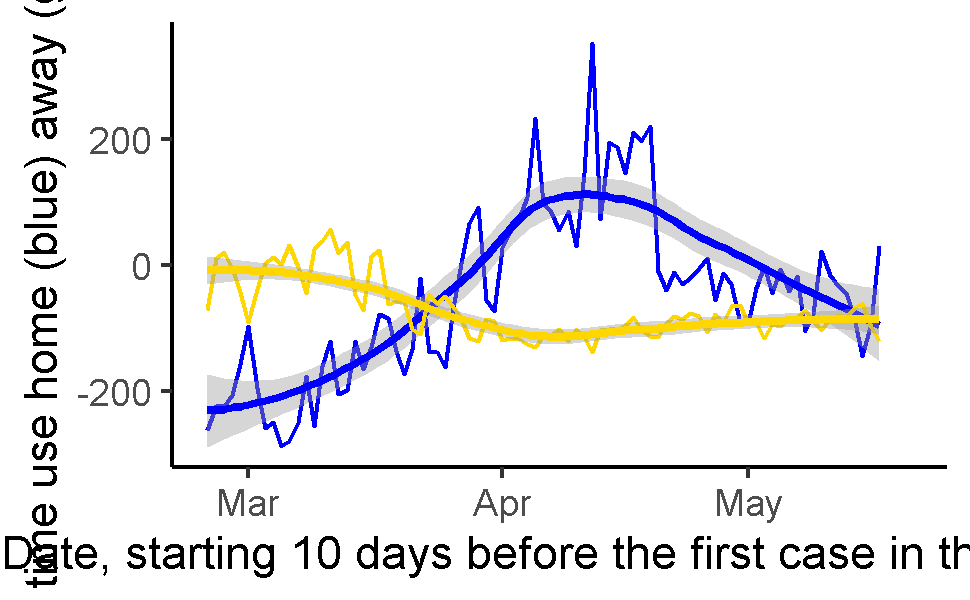 time use home (blue) away (
200
0
-200
Mar Apr May
Date, starting 10 days before the first case in th